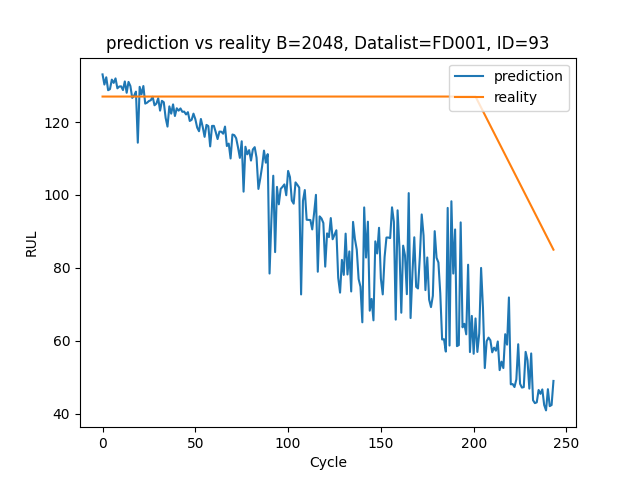 prediction vs reality B=2048, Datalist=FD001, ID=93
prediction
reality
RUL
120
100
80
60
40
0
50
100
150
200
250
Cycle